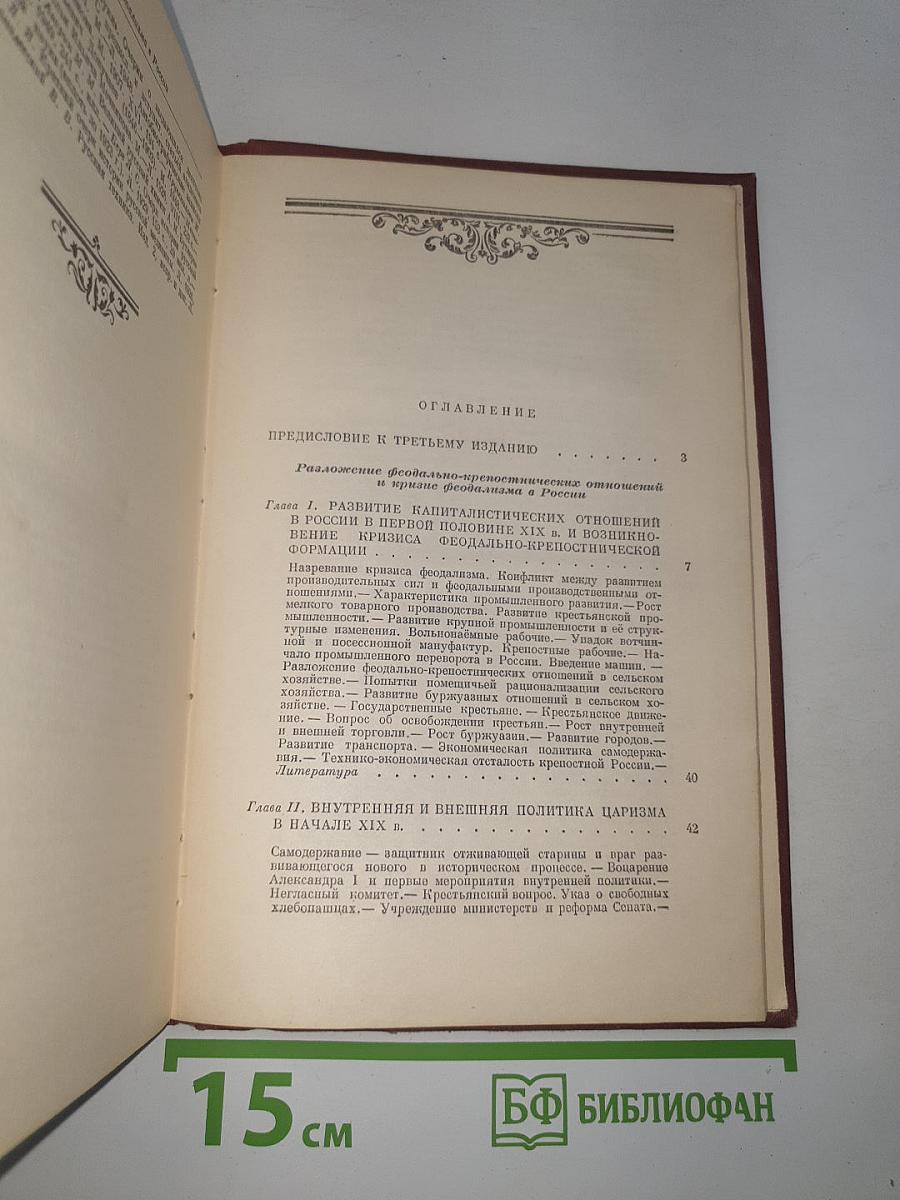 ОГЛАВЛЕНИЕ
ПРЕДИСЛОВИЕ К ТРЕТЬЕМУ ИЗДАНИЮ . . . . . . . 3
Разложение феодально-крепостнических отношений
и кризис феодализма в России
Глава I. РАЗВИТИЕ КАПИТАЛИСТИЧЕСКИХ ОТНОШЕНИЙ
В РОССИИ В ПЕРВОЙ ПОЛОВИНЕ XIX в. И ВОЗНИКНО-
ВЕНИЕ КРИЗИСА ФЕОДАЛЬНО-КРЕПОСТНИЧЕСКОЙ
ФОРМАЦИИ . . . . . . . . . . . . . . . . . . 7
Назревание кризиса феодализма. Конфликт между развитием
производительных сил и феодальными производственными от-
ношениями.— Характеристика промышленного развития.— Рост
мелкого товарного производства. Развитие крестьянской про-
мышленности.— Развитие крупной промышленности и её струк-
турные изменения. Вольнонаёмные рабочие.— Упадок вотчин-
ной и посессионной мануфактур. Крепостные рабочие.— На-
чало промышленного переворота в России. Введение машин. —
Разложение феодально-крепостнических отношений в сельском
хозяйстве.— Попытки помещичьей рационализации сельского
хозяйства.— Развитие буржуазных отношений в сельском хо-
зяйстве. — Государственные крестьяне. — Крестьянское движе-
ние. — Вопрос об освобождении крестьян.— Рост внутренней
и внешней торговли.— Рост буржуазии.— Развитие городов.—
Развитие транспорта. — Экономическая политика самодержа-
вия.— Технико-экономическая отсталость крепостной России.—
Литература . . . . . . . . . . . . . . . . . 40
Глава II. ВНУТРЕННЯЯ И ВНЕШНЯЯ ПОЛИТИКА ЦАРИЗМА
В НАЧАЛЕ XIX в. . . . . . . . . . . . . . . . 42
Самодержавие — защитник отживающей старины и враг раз-
вивающегося нового в историческом процессе. — Воцарение
Александра I и первые мероприятия внутренней политики.—
Негласный комитет.— Крестьянский вопрос. Указ о свободных
хлебопашцах.— Учреждение министерств и реформа Сената.—
15 см
БФ БИБЛИОФАН